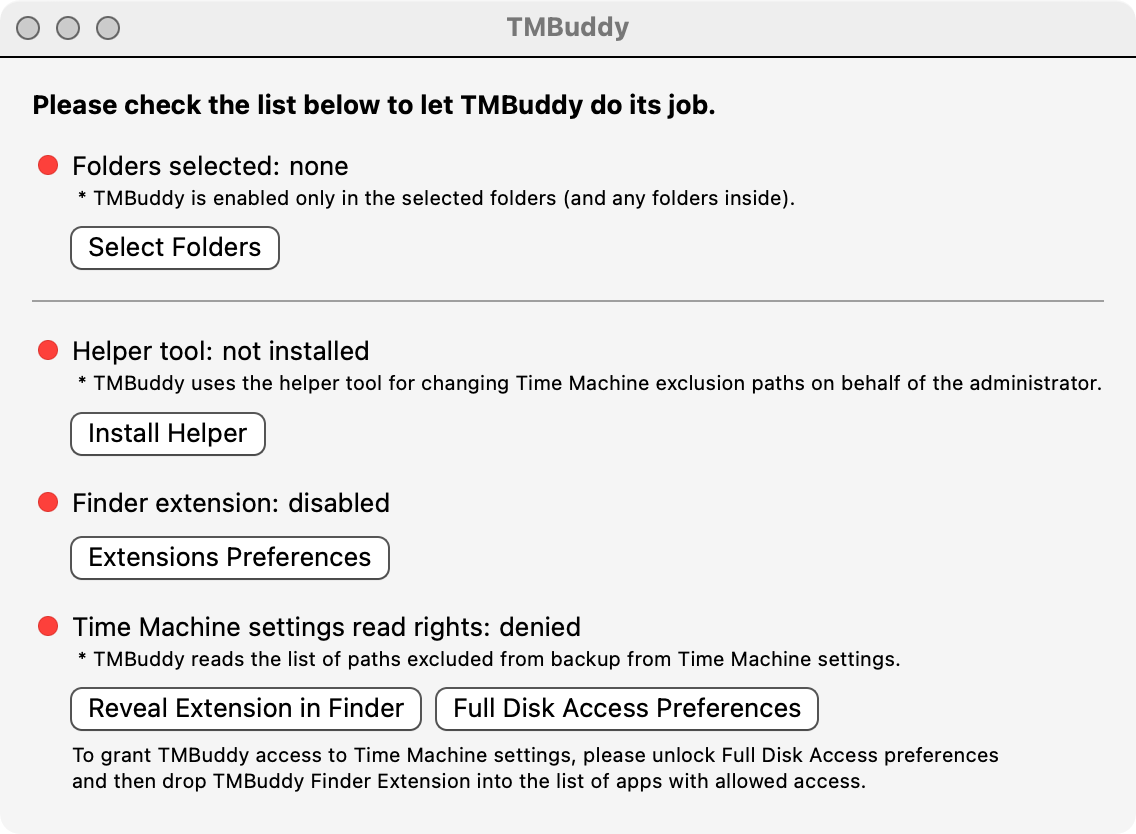 TMBuddy
Please check the list below to let TMBuddy do its job.
Folders selected: none
* TMBuddy is enabled only in the selected folders (and any folders inside).
Select Folders
Helper tool: not installed
* TMBuddy uses the helper tool for changing Time Machine exclusion paths on behalf of the administrator.
Install Helper
Finder extension: disabled
Extensions Preferences
Time Machine settings read rights: denied
* TMBuddy reads the list of paths excluded from backup from Time Machine settings.
Reveal Extension in Finder Full Disk Access Preferences
To grant TMBuddy access to Time Machine settings, please unlock Full Disk Access preferences
and then drop TMBuddy Finder Extension into the list of apps with allowed access.